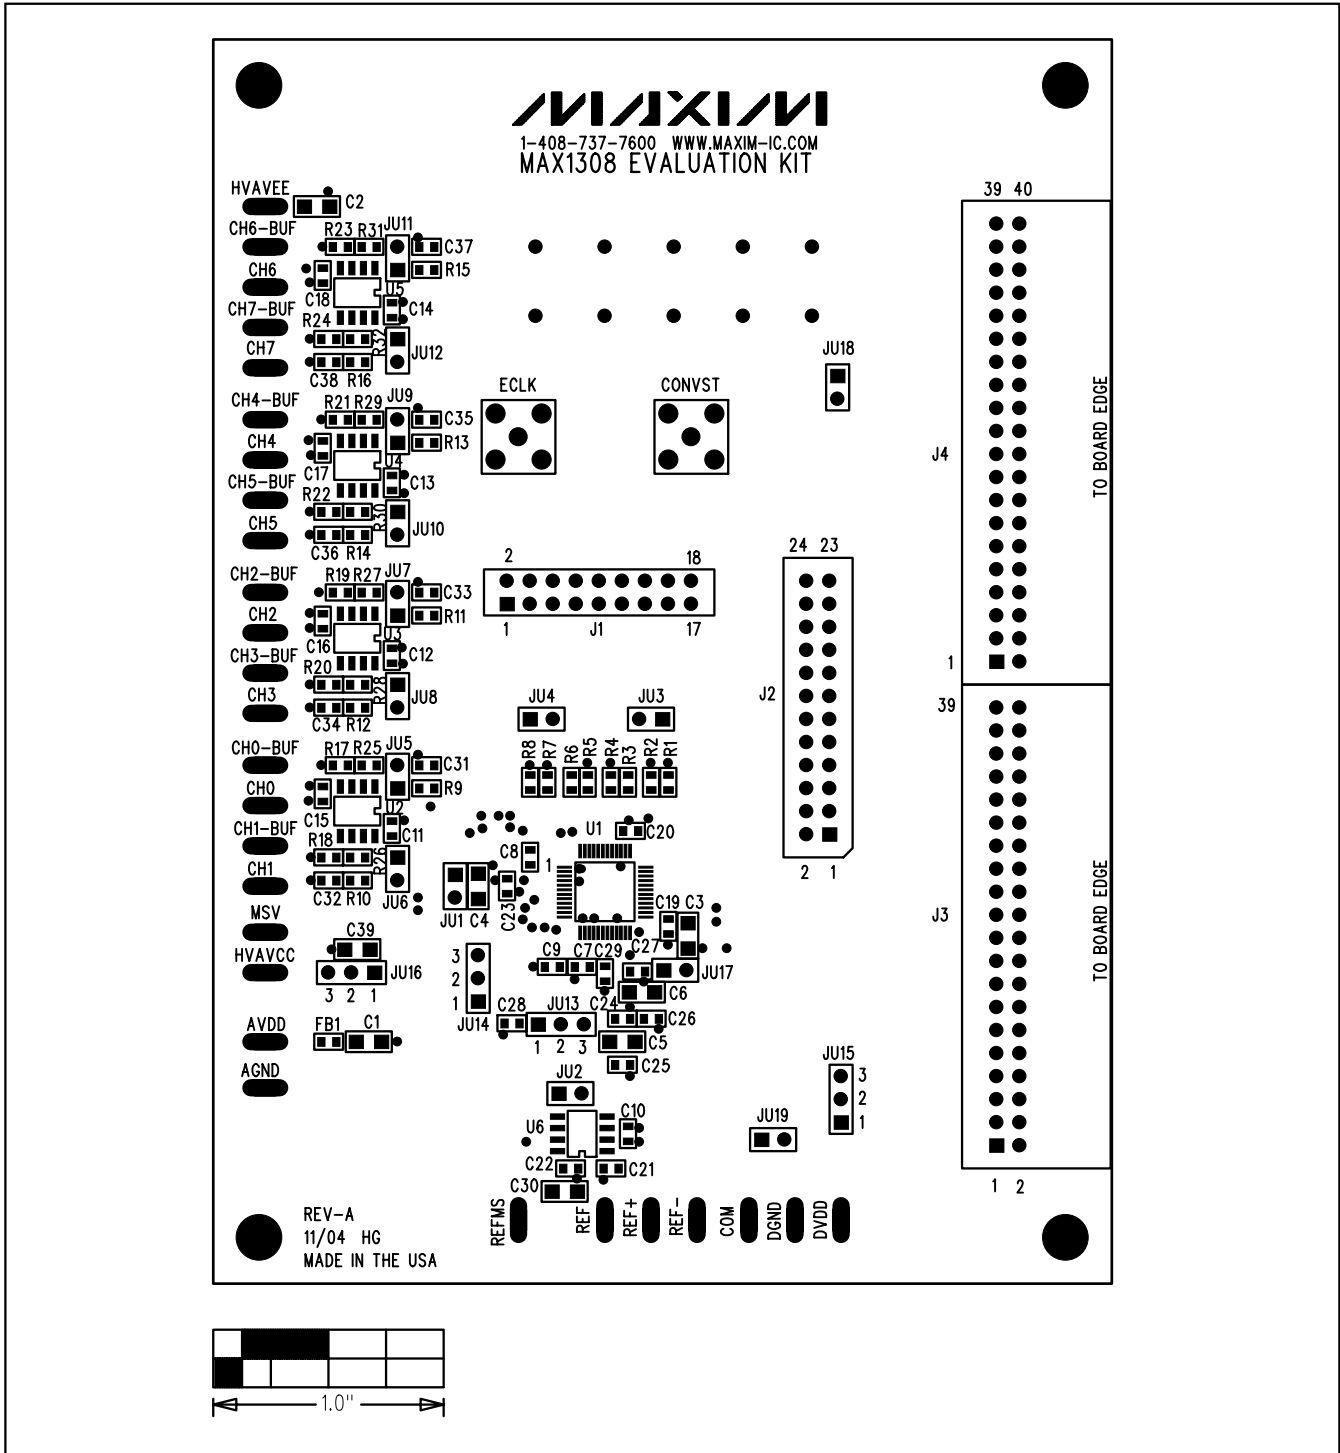 MAXIM
1-408-737-7600 WWW.MAXIM-IC.COM
MAX1308 EVALUATION KIT
HVAVEE
C2
39 40
CH6-BUF
R23 R31 JU11
C37
CH6
R15
C18
U5
C14
CH7-BUF
R24
R32
CH7
JU12
JU18
C38 R16
ECLK
CONVST
CH4-BUF
R21 R29 JU9
C35
CH4
R13
C17
U4
C13
J4
TO BOARD EDGE
CH5-BUF
R22
R30
CH5
JU10
C36 R14
2
18
24 23
CH2-BUF
R19 R27 JU7
C33
CH2
R11
1
J1
17
C16
U3
C12
CH3-BUF
R20
R28
1
CH3
JU8
C34 R12
JU4
JU3
J2
39
CH0-BUF
R17 R25 JU5
C31
R8
R7
R6
R5
R4
R3
R2
R1
CH0
R9
C15
U2
C11
U1
C20
CH1-BUF
R18
R26
C8
1
CH1
C32 R10
JU6
JU1 C4
C23
C19 C3
2 1
J3
TO BOARD EDGE
MSV
C39
HVAVCC
JU16
3 2 1
3
2
1
JU14
C9 C7 C29
C27
JU17
C6
C28
JU13
C24
C26
1 2 3
C5
C25
AVDD
FB1 C1
AGND
JU2
JU15
3
2
1
U6
C10
JU19
C22
C21
C30
1 2
REFMS
REF
REF+
REF-
COM
DGND
DVDD
REV-A
11/04 HG
MADE IN THE USA
1.0"